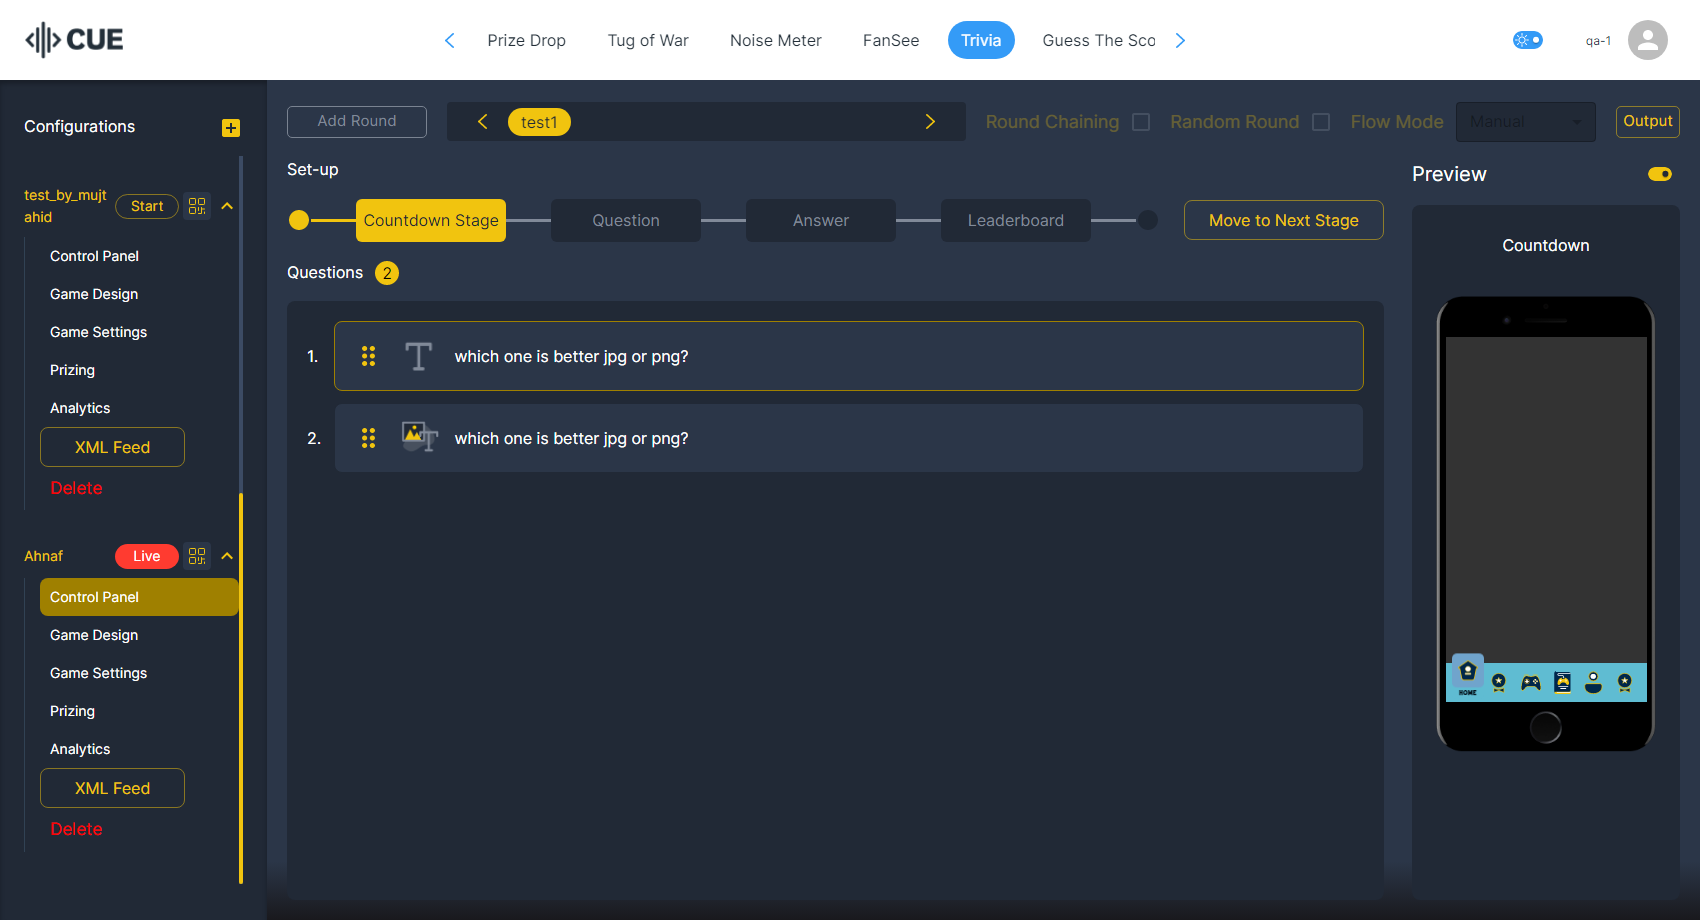 CUE
Prize Drop
Tug of War
Noise Meter
FanSee
Trivia
Guess The Sco
qa-1
Configurations
test_by_mujt
ahid
Start
Control Panel
Game Design
Game Settings
Prizing
Analytics
XML Feed
Delete
Ahnaf
Live
Control Panel
Game Design
Game Settings
Prizing
Analytics
XML Feed
Delete
Add Round
test1
Round Chaining
Random Round
Flow Mode
Manual
Output
Set-up
Countdown Stage
Question
Answer
Leaderboard
Move to Next Stage
Questions 2
1. which one is better jpg or png?
2. which one is better jpg or png?
Preview
Countdown
HOME